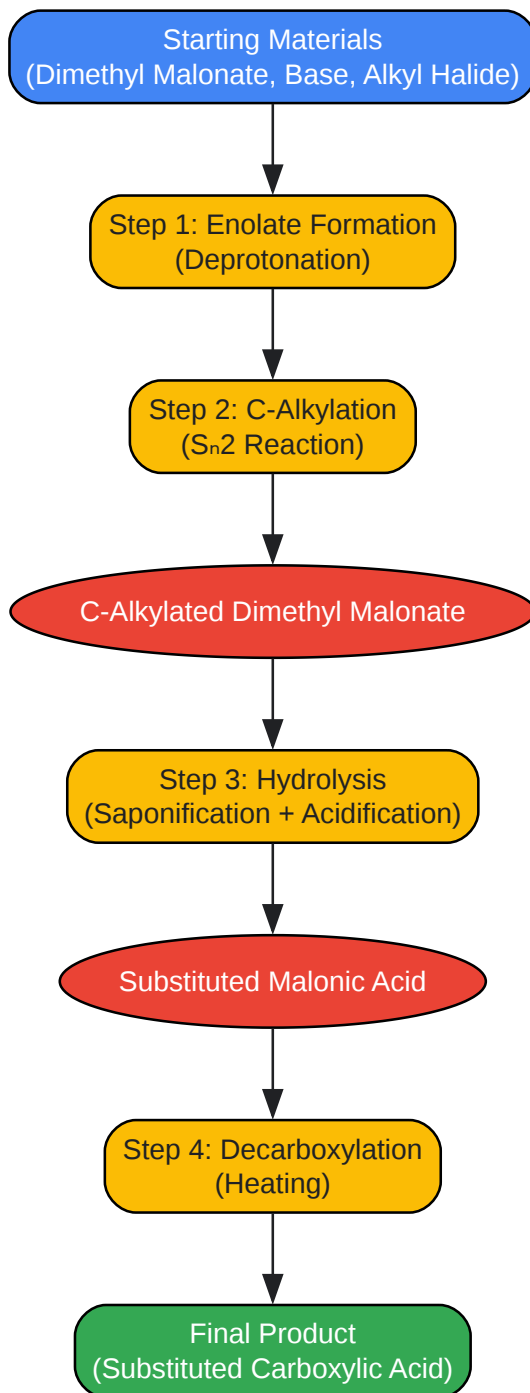 Starting Materials
(Dimethyl Malonate, Base, Alkyl Halide)
Step 1: Enolate Formation
(Deprotonation)
Step 2: C-Alkylation
(Sₙ2 Reaction)
C-Alkylated Dimethyl Malonate
Step 3: Hydrolysis
(Saponification + Acidification)
Substituted Malonic Acid
Step 4: Decarboxylation
(Heating)
Final Product
(Substituted Carboxylic Acid)